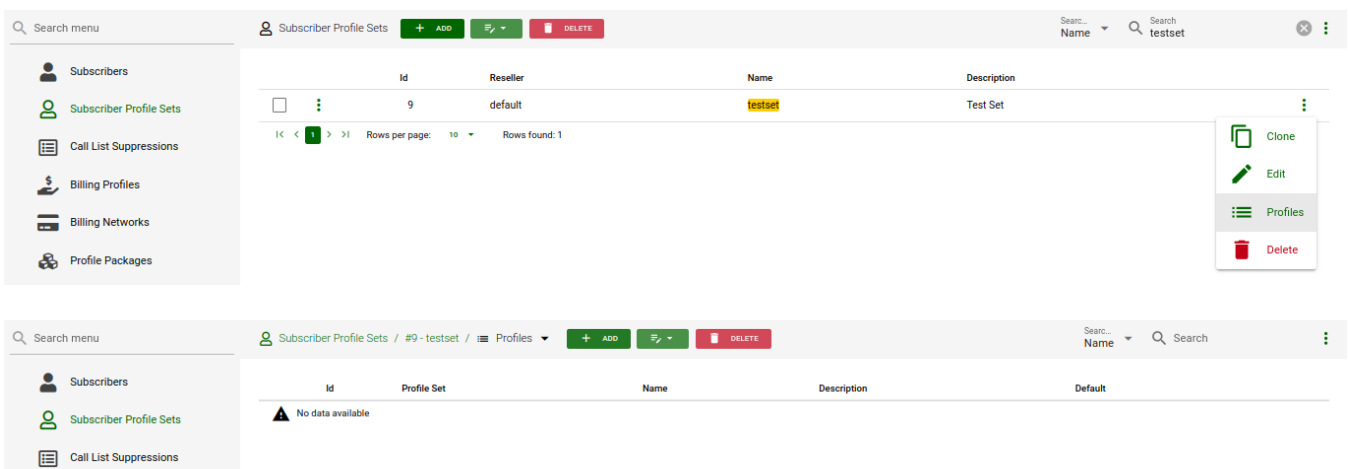 Search menu
Subscriber Profile Sets
ADD
DELETE
Searc...
Name
Search
testset
Subscribers
Subscriber Profile Sets
Call List Suppressions
Billing Profiles
Billing Networks
Profile Packages
Id Reseller Name Description
9 default testset Test Set
1 Rows per page: 10 Rows found: 1
Clone
Edit
Profiles
Delete
Search menu
Subscriber Profile Sets / #9 - testset / Profiles
ADD
DELETE
Searc...
Name
Search
Subscribers
Subscriber Profile Sets
Call List Suppressions
Id Profile Set Name Description Default
No data available